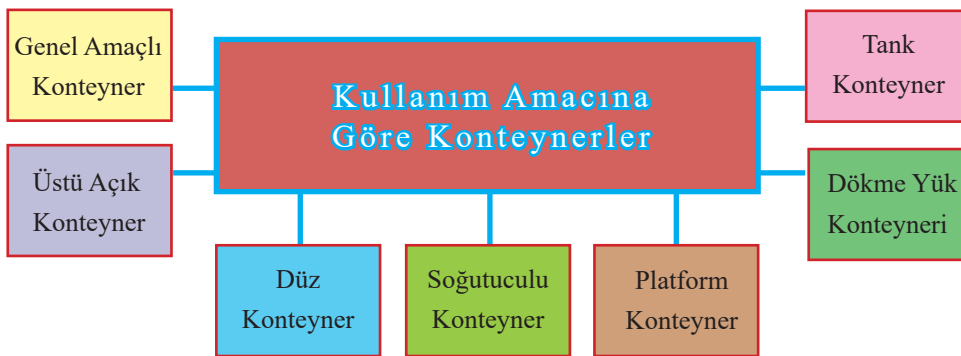 Genel Amaçlı
Konteyner
Kullanım Amacına
Göre Konteynerler
Tank
Konteyner
Üstü Açık
Konteyner
Dökme Yük
Konteyneri
Düz
Konteyner
Soğutuculu
Konteyner
Platform
Konteyner